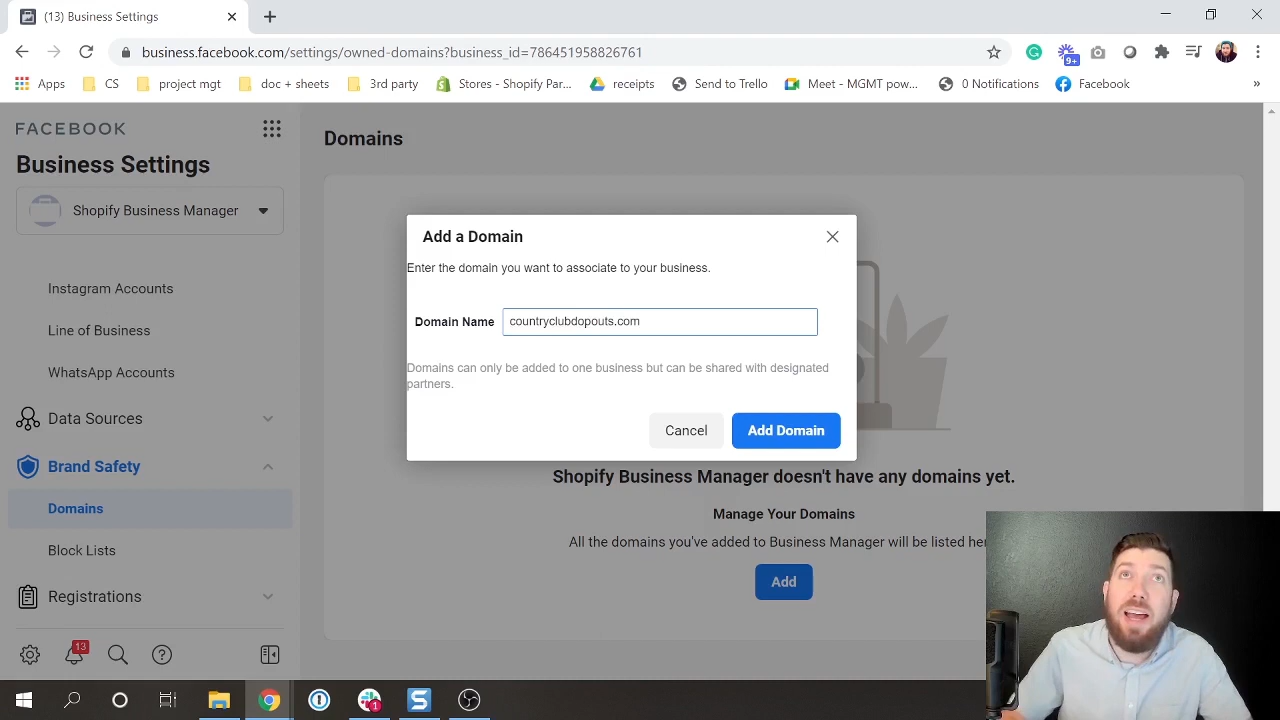 (13) Business Settings
business.facebook.com/settings/owned-domains?business_id=786451958826761
9+
Apps
CS
project mgt
doc + sheets
3rd party
Stores - Shopify Par...
receipts
Send to Trello
Meet - MGMT pow...
0 Notifications
Facebook
»
FACEBOOK
Business Settings
Shopify Business Manager
Instagram Accounts
Line of Business
WhatsApp Accounts
Data Sources
Brand Safety
Domains
Block Lists
Registrations
13
Domains
Add a Domain
Enter the domain you want to associate to your business.
Domain Name
countryclubdopouts.com
Domains can only be added to one business but can be shared with designated
partners.
Cancel
Add Domain
Shopify Business Manager doesn't have any domains yet.
Manage Your Domains
All the domains you've added to Business Manager will be listed her
Add
S
1